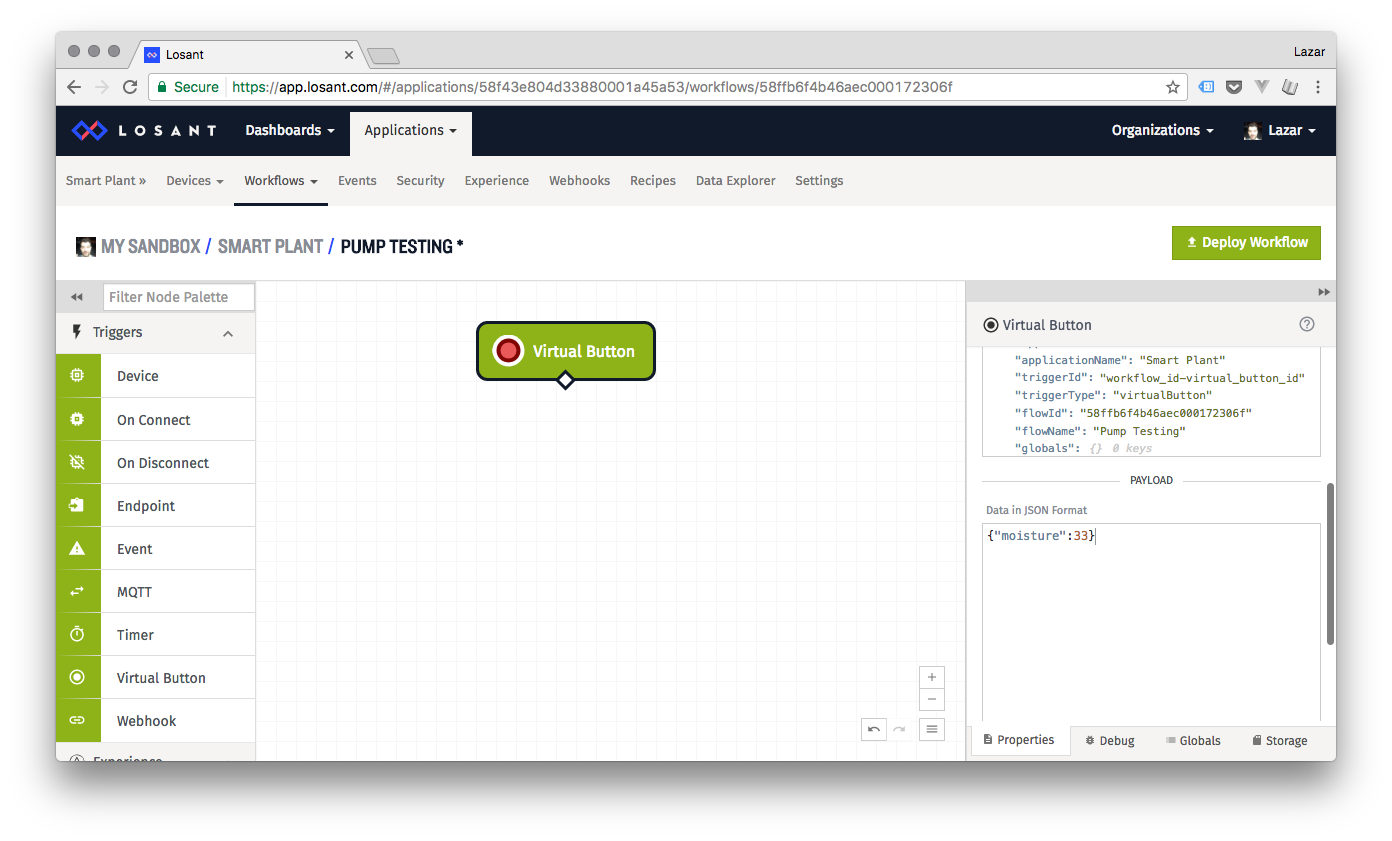 Losant
Lazar
Secure
https://app.losant.com/#/applications/58f43e804d33880001a45a53/workflows/58ffb6f4b46aec000172306f
LOSANT
Dashboards
Applications
Organizations
Lazar
Smart Plant »
Devices
Workflows
Events
Security
Experience
Webhooks
Recipes
Data Explorer
Settings
MY SANDBOX / SMART PLANT / PUMP TESTING *
Deploy Workflow
Filter Node Palette
Triggers
Device
On Connect
On Disconnect
Endpoint
Event
MQTT
Timer
Virtual Button
Webhook
Experience
Virtual Button
Virtual Button
"applicationName": "Smart Plant"
"triggerId": "workflow_id-virtual_button_id"
"triggerType": "virtualButton"
"flowId": "58ffb6f4b46aec000172306f"
"flowName": "Pump Testing"
"globals": {} 0 keys
PAYLOAD
Data in JSON Format
{"moisture":33}
Properties
Debug
Globals
Storage